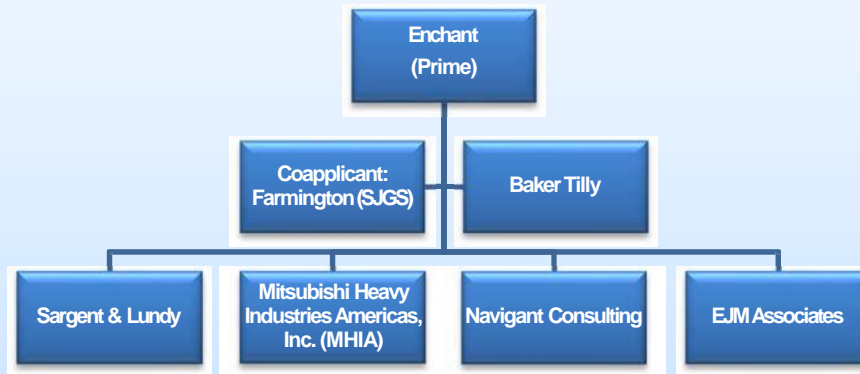 Enchant
(Prime)
Coapplicant:
Farmington (SJGS)
Baker Tilly
Sargent & Lundy
Mitsubishi Heavy
Industries Americas,
Inc. (MHIA)
Navigant Consulting
EJM Associates